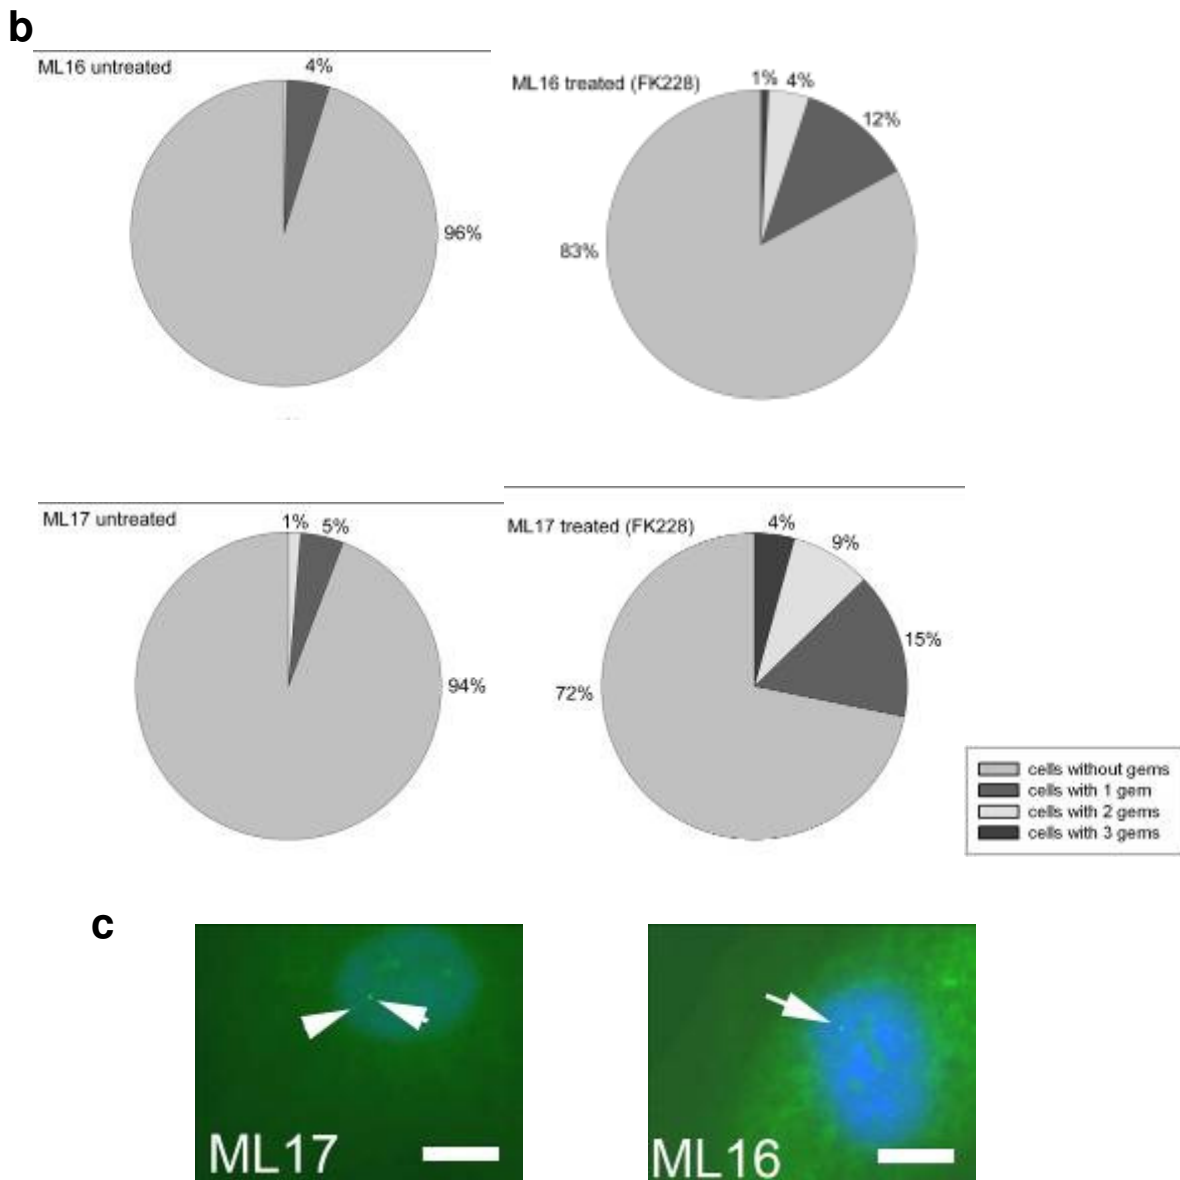 b
ML16 untreated
4%
96%
ML16 treated (FK228)
1% 4%
12%
83%
ML17 untreated
1% 5%
94%
ML17 treated (FK228)
4%
9%
15%
72%
cells without gems
cells with 1 gem
cells with 2 gems
cells with 3 gems
c
ML17
ML16